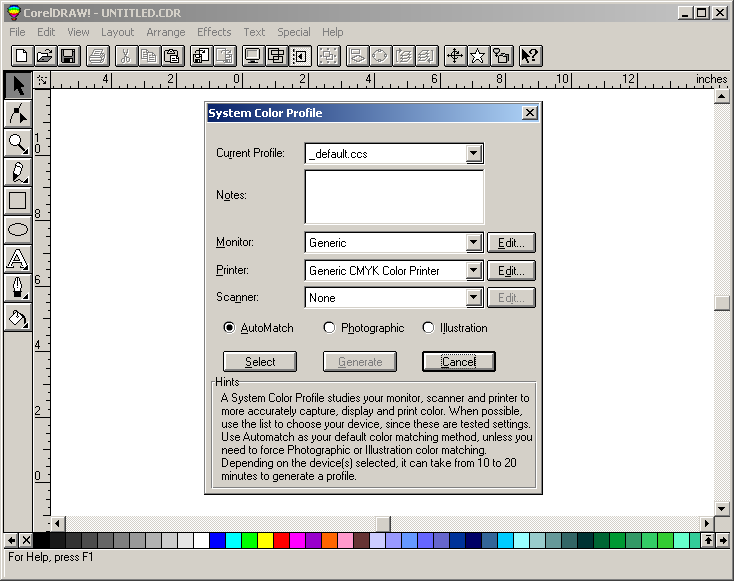 CorelDRAW! - UNTITLED.CDR
File Edit View Layout Arrange Effects Text Special Help
4 2 0 2 4 6 8 10 12 inches
10
8
6
4
2
0
System Color Profile
Current Profile: _default.ccs
Notes:
Monitor: Generic Edit...
Printer: Generic CMYK Color Printer Edit...
Scanner: None Edit...
AutoMatch Photographic Illustration
Select Generate Cancel
Hints
A System Color Profile studies your monitor, scanner and printer to
more accurately capture, display and print color. When possible,
use the list to choose your device, since these are tested settings.
Use Automatch as your default color matching method, unless you
need to force Photographic or Illustration color matching.
Depending on the device(s) selected, it can take from 10 to 20
minutes to generate a profile.
For Help, press F1